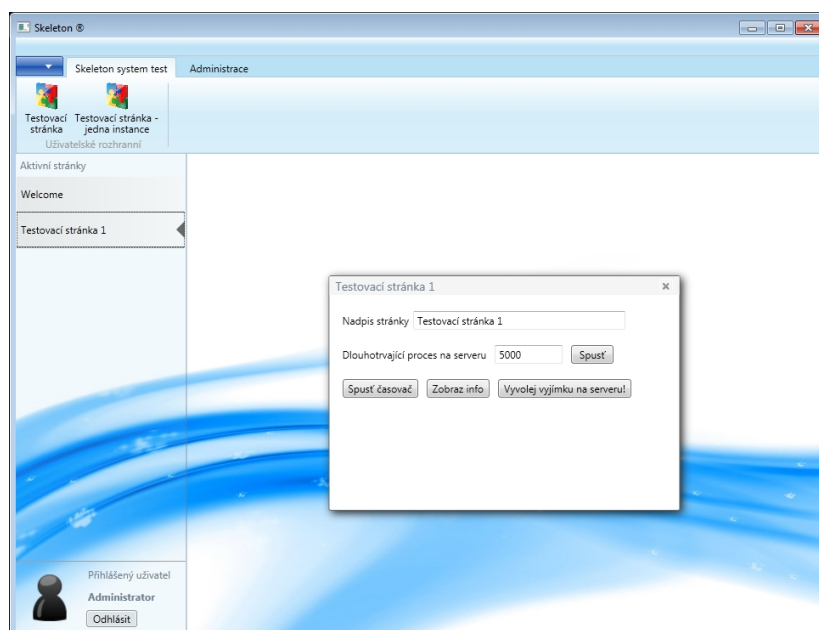 Skeleton ®
Skeleton system test
Administrace
Testovací stránka
Testovací stránka - jedna instance
Uživatelské rozhranní
Aktivní stránky
Welcome
Testovací stránka 1
Testovací stránka 1
Nadpis stránky Testovací stránka 1
Dlouhotrvající proces na serveru 5000 Spusť
Spusť časovač Zobraz info Vyvolej vyjímku na serveru!
Přihlášený uživatel
Administrator
Odhlásit